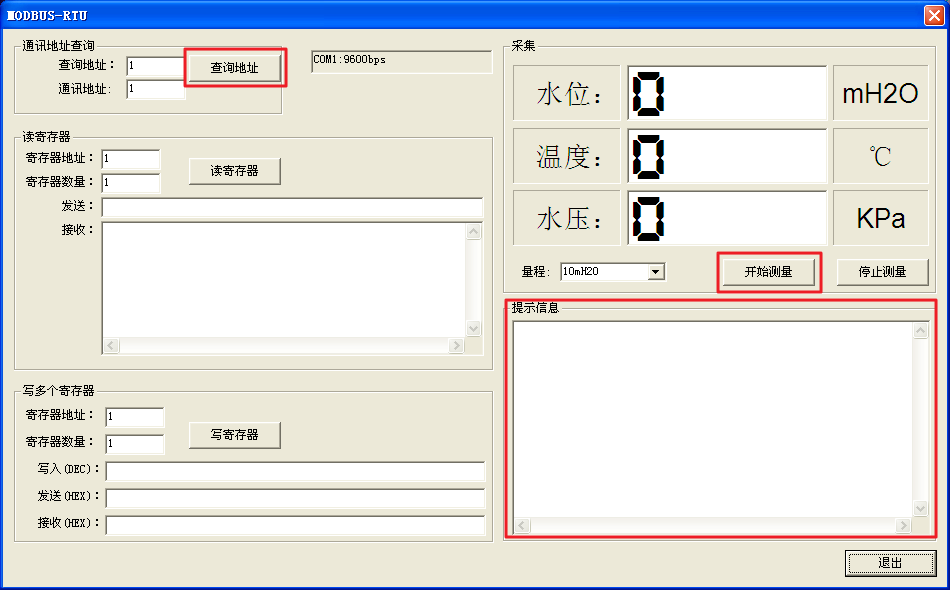 MODBUS-RTU
通讯地址查询
查询地址： 1
查询地址
通讯地址: 1
COM1:9600bps
读寄存器
寄存器地址： 1
寄存器数量： 1
读寄存器
发送：
接收：
写多个寄存器
寄存器地址： 1
寄存器数量： 1
写寄存器
写入(DEC)：
发送(HEX)：
接收(HEX)：
采集
水位： 0 mH2O
温度： 0 ℃
水压： 0 KPa
量程: 10mH2O
开始测量
停止测量
提示信息
退出